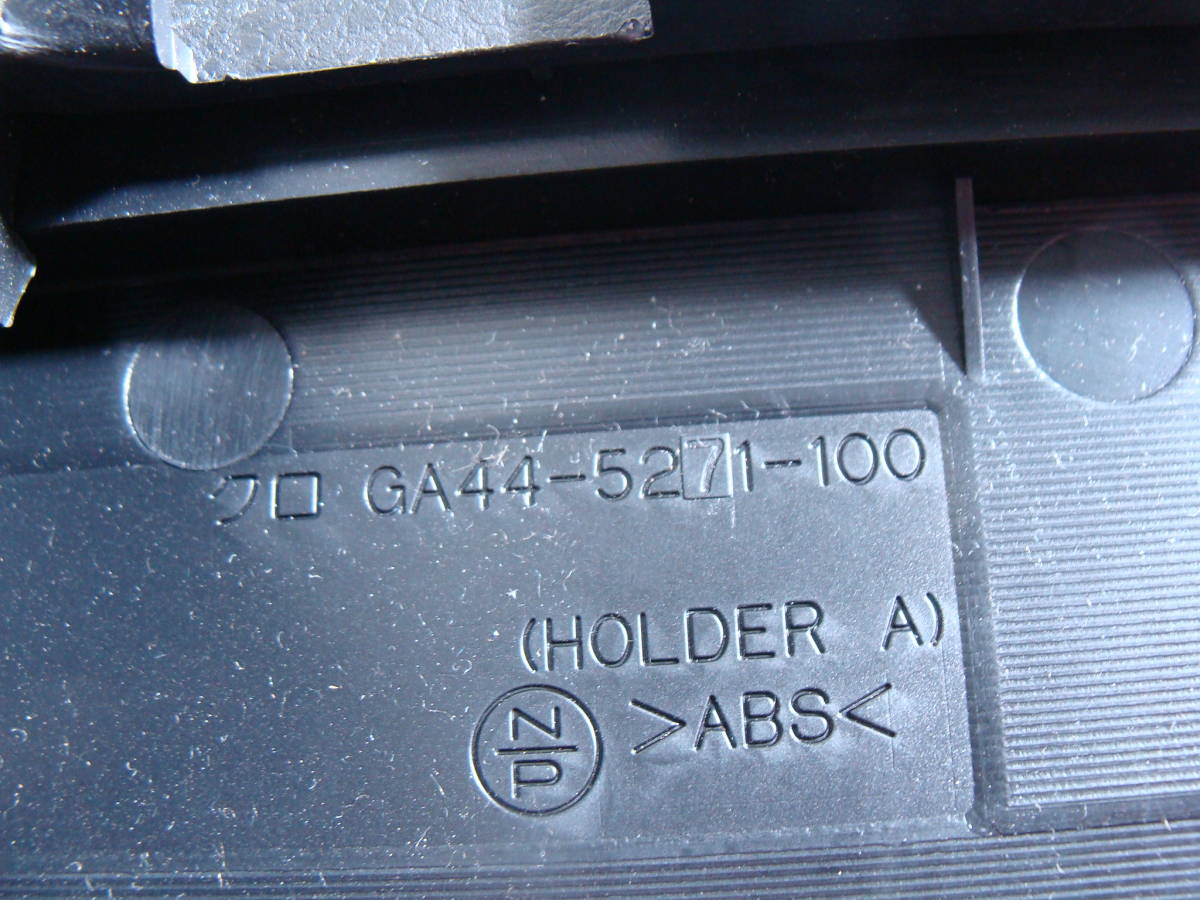 クロ GA44-5271-100
(HOLDER A)
N
P
>ABS<